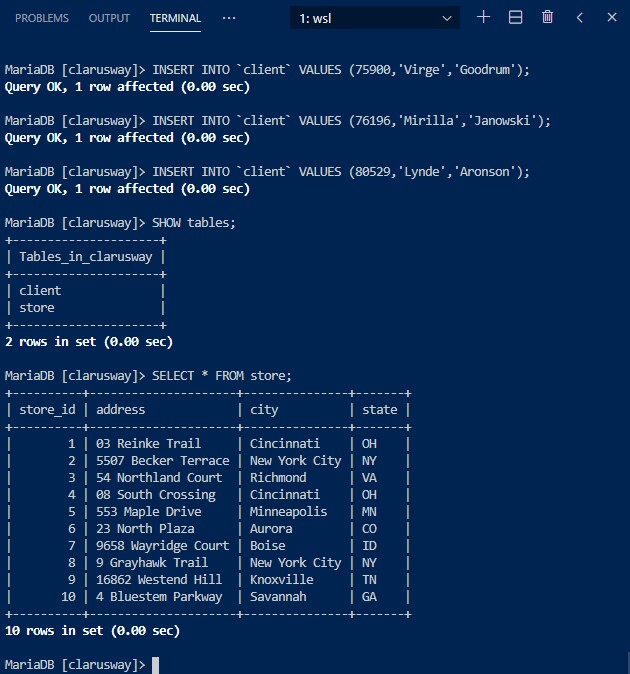 PROBLEMS OUTPUT TERMINAL ... 1: wsl
MariaDB [clarusway]> INSERT INTO `client` VALUES (75900,'Virge','Goodrum');
Query OK, 1 row affected (0.00 sec)
MariaDB [clarusway]> INSERT INTO `client` VALUES (76196,'Mirilla','Janowski');
Query OK, 1 row affected (0.00 sec)
MariaDB [clarusway]> INSERT INTO `client` VALUES (80529,'Lynde','Aronson');
Query OK, 1 row affected (0.00 sec)
MariaDB [clarusway]> SHOW tables;
+---------------------+
| Tables_in_clarusway |
+---------------------+
| client              |
| store               |
+---------------------+
2 rows in set (0.00 sec)
MariaDB [clarusway]> SELECT * FROM store;
+----------+---------------------+---------------+-------+
| store_id | address             | city          | state |
+----------+---------------------+---------------+-------+
|        1 | 03 Reinke Trail     | Cincinnati    | OH    |
|        2 | 5507 Becker Terrace | New York City | NY    |
|        3 | 54 Northland Court  | Richmond      | VA    |
|        4 | 08 South Crossing   | Cincinnati    | OH    |
|        5 | 553 Maple Drive     | Minneapolis   | MN    |
|        6 | 23 North Plaza      | Aurora        | CO    |
|        7 | 9658 Wayridge Court | Boise         | ID    |
|        8 | 9 Grayhawk Trail    | New York City | NY    |
|        9 | 16862 Westend Hill  | Knoxville     | TN    |
|       10 | 4 Bluestem Parkway  | Savannah      | GA    |
+----------+---------------------+---------------+-------+
10 rows in set (0.00 sec)
MariaDB [clarusway]>